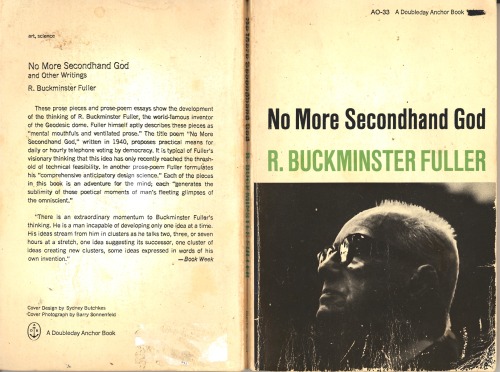 art, science
No More Secondhand God
and Other Writings
R. Buckminster Fuller
These prose pieces and prose-poem essays show the development
of the thinking of R. Buckminster Fuller, the world-famous inventor
of the Geodesic dome. Fuller himself aptly describes these pieces as
"mental mouthfuls and ventilated prose." The title poem "No More
Secondhand God," written in 1940, proposes practical means for
daily or hourly telephone voting by democracy. It is typical of Fuller's
visionary thinking that this idea has only recently reached the thresh-
old of technical feasibility. In another prose-poem Fuller formulates
his "comprehensive anticipatory design science." Each of the pieces
in this book is an adventure for the mind; each "generates the
sublimity of those poetical moments of man's fleeting glimpses of
the omniscient."
"There is an extraordinary momentum to Buckminster Fuller's
thinking. He is a man incapable of developing only one idea at a time.
His ideas stream from him in clusters as he talks two, three, or seven
hours at a stretch, one idea suggesting its successor, one cluster of
ideas creating new clusters, some ideas expressed in words of his
own invention."
—Book Week
Cover Design by Sydney Butchkes
Cover Photograph by Barry Sonnenfeld
A Doubleday Anchor Book
NO MORE SECONDHAND GOD
R. BUCKMINSTER FULLER
AO-33 A Doubleday Anchor Book
No More Secondhand God
R. BUCKMINSTER FULLER